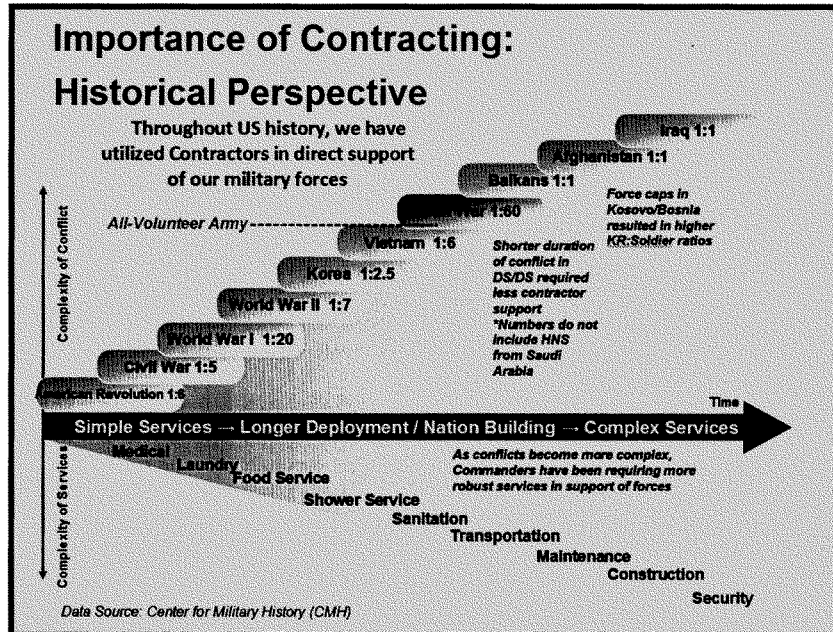 Importance of Contracting:
Historical Perspective
Throughout US history, we have
utilized Contractors in direct support
of our military forces
Iraq 1:1
Afghanistan 1:1
Balkans 1:1
War 1:60
All-Volunteer Army
Vietnam 1:6
Korea 1:2.5
World War II 1:7
World War I 1:20
Civil War 1:5
American Revolution 1:6
Force caps in
Kosovo/Bosnia
resulted in higher
KR:Soldier ratios
Shorter duration
of conflict in
DS/DS required
less contractor
support
*Numbers do not
include HNS
from Saudi
Arabia
Complexity of Conflict
Time
Simple Services → Longer Deployment / Nation Building → Complex Services
Complexity of Services
Medical
Laundry
Food Service
Shower Service
Sanitation
Transportation
Maintenance
Construction
Security
As conflicts become more complex,
Commanders have been requiring more
robust services in support of forces
Data Source: Center for Military History (CMH)